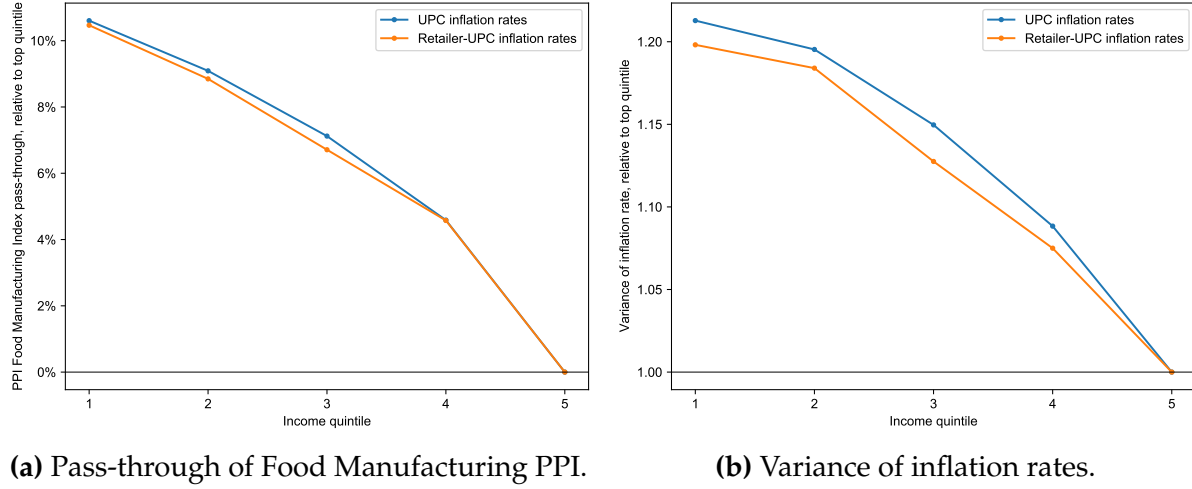 PPI Food Manufacturing Index pass-through, relative to top quintile
10%
8%
6%
4%
2%
0%
UPC inflation rates
Retailer-UPC inflation rates
1 2 3 4 5
Income quintile
(a) Pass-through of Food Manufacturing PPI.
Variance of inflation rate, relative to top quintile
1.20
1.15
1.10
1.05
1.00
UPC inflation rates
Retailer-UPC inflation rates
1 2 3 4 5
Income quintile
(b) Variance of inflation rates.